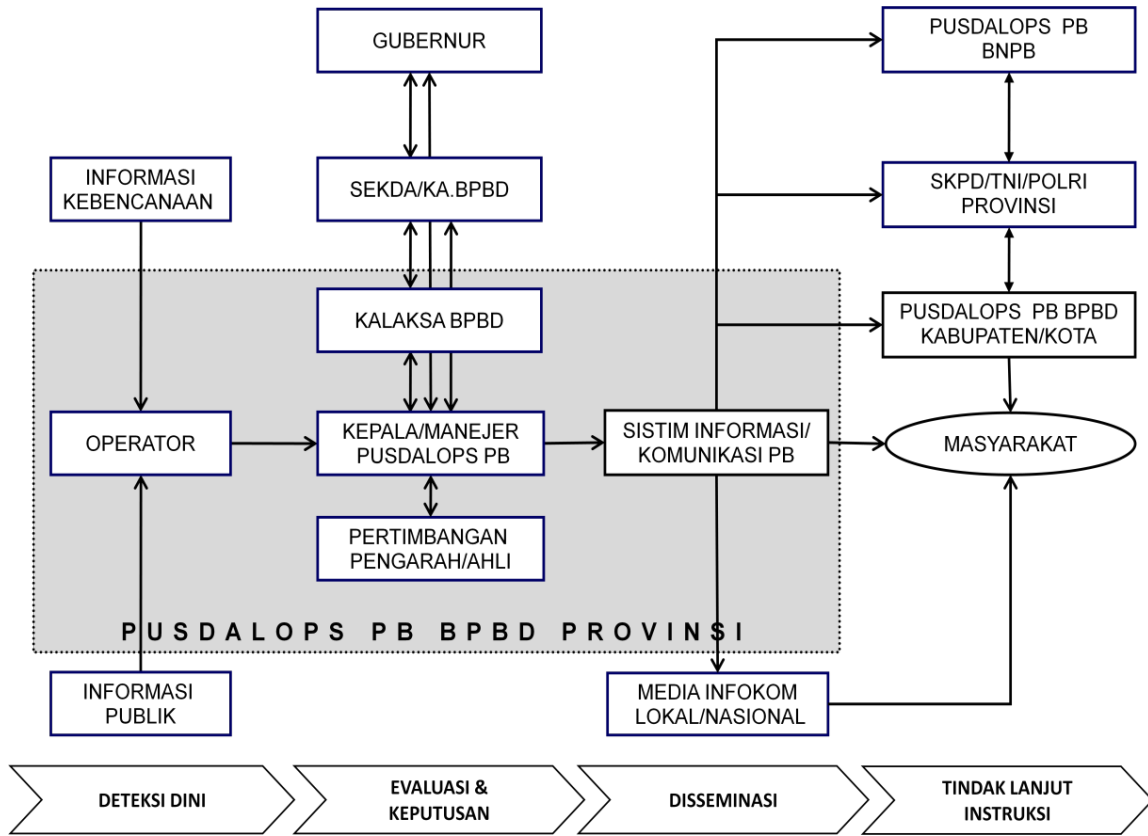 GUBERNUR
PUSDALOPS PB
BNPB
INFORMASI
KEBENCANAAN
SEKDA/KA.BPBD
SKPD/TNI/POLRI
PROVINSI
KALAKSA BPBD
PUSDALOPS PB BPBD
KABUPATEN/KOTA
OPERATOR
KEPALA/MANEJER
PUSDALOPS PB
SISTIM INFORMASI/
KOMUNIKASI PB
MASYARAKAT
PERTIMBANGAN
PENGARAH/AHLI
PUSDALOPS PB BPBD PROVINSI
INFORMASI
PUBLIK
MEDIA INFOKOM
LOKAL/NASIONAL
DETEKSI DINI
EVALUASI &
KEPUTUSAN
DISSEMINASI
TINDAK LANJUT
INSTRUKSI